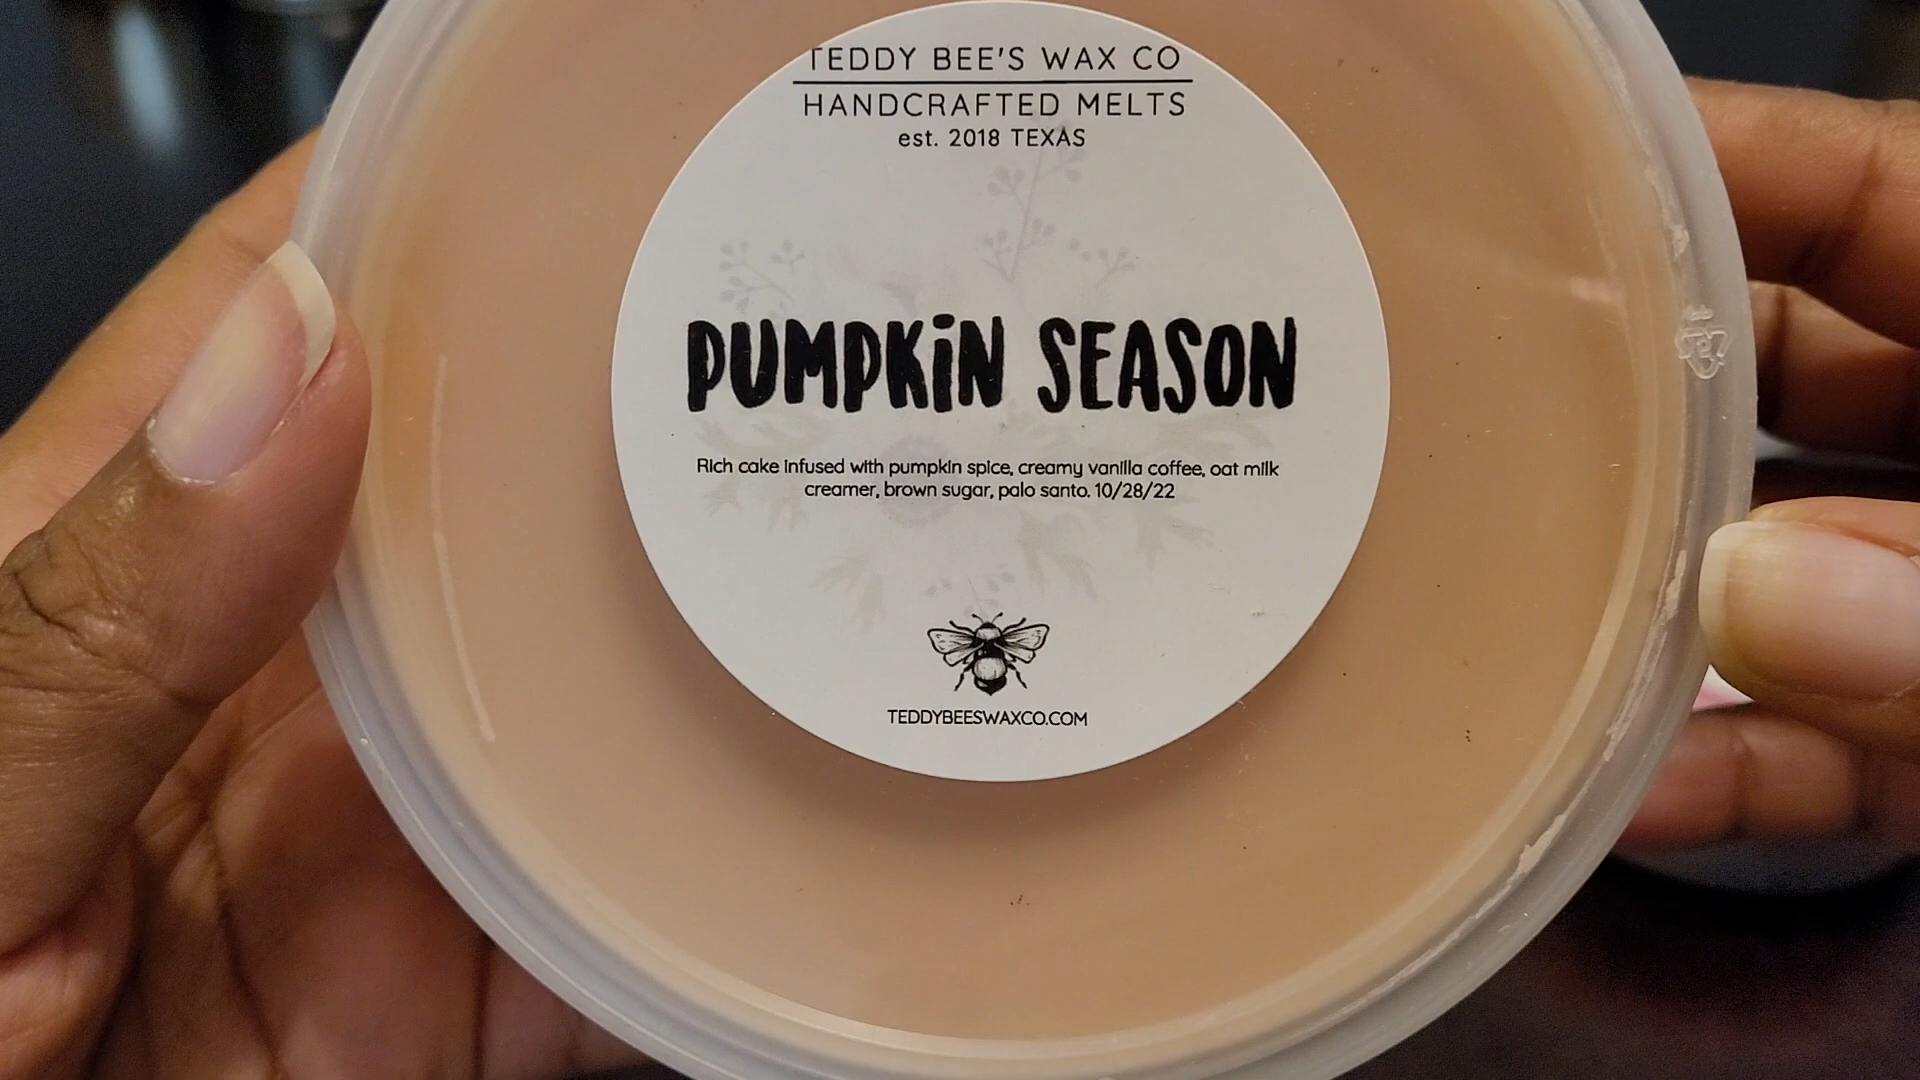 TEDDY BEE'S WAX CO
HANDCRAFTED MELTS
est. 2018 TEXAS
PUMPKiN SEASON
Rich cake infused with pumpkin spice, creamy vanilla coffee, oat milk
creamer, brown sugar, palo santo. 10/28/22
TEDDYBEESWAXCO.COM